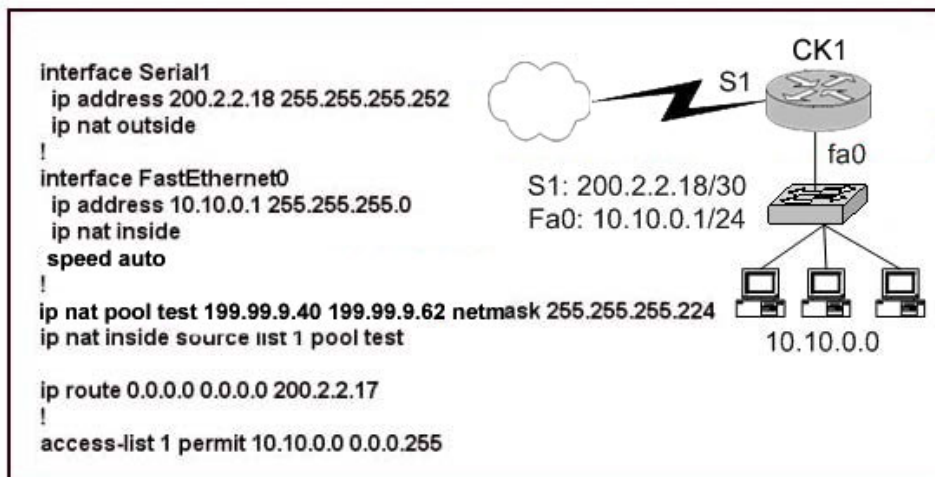 interface Serial1
ip address 200.2.2.18 255.255.255.252
ip nat outside
!
interface FastEthernet0
ip address 10.10.0.1 255.255.255.0
ip nat inside
speed auto
!
ip nat pool test 199.99.9.40 199.99.9.62 netmask 255.255.255.224
ip nat inside source list 1 pool test
ip route 0.0.0.0 0.0.0.0 200.2.2.17
!
access-list 1 permit 10.10.0.0 0.0.0.255
CK1
S1
fa0
S1: 200.2.2.18/30
Fa0: 10.10.0.1/24
10.10.0.0